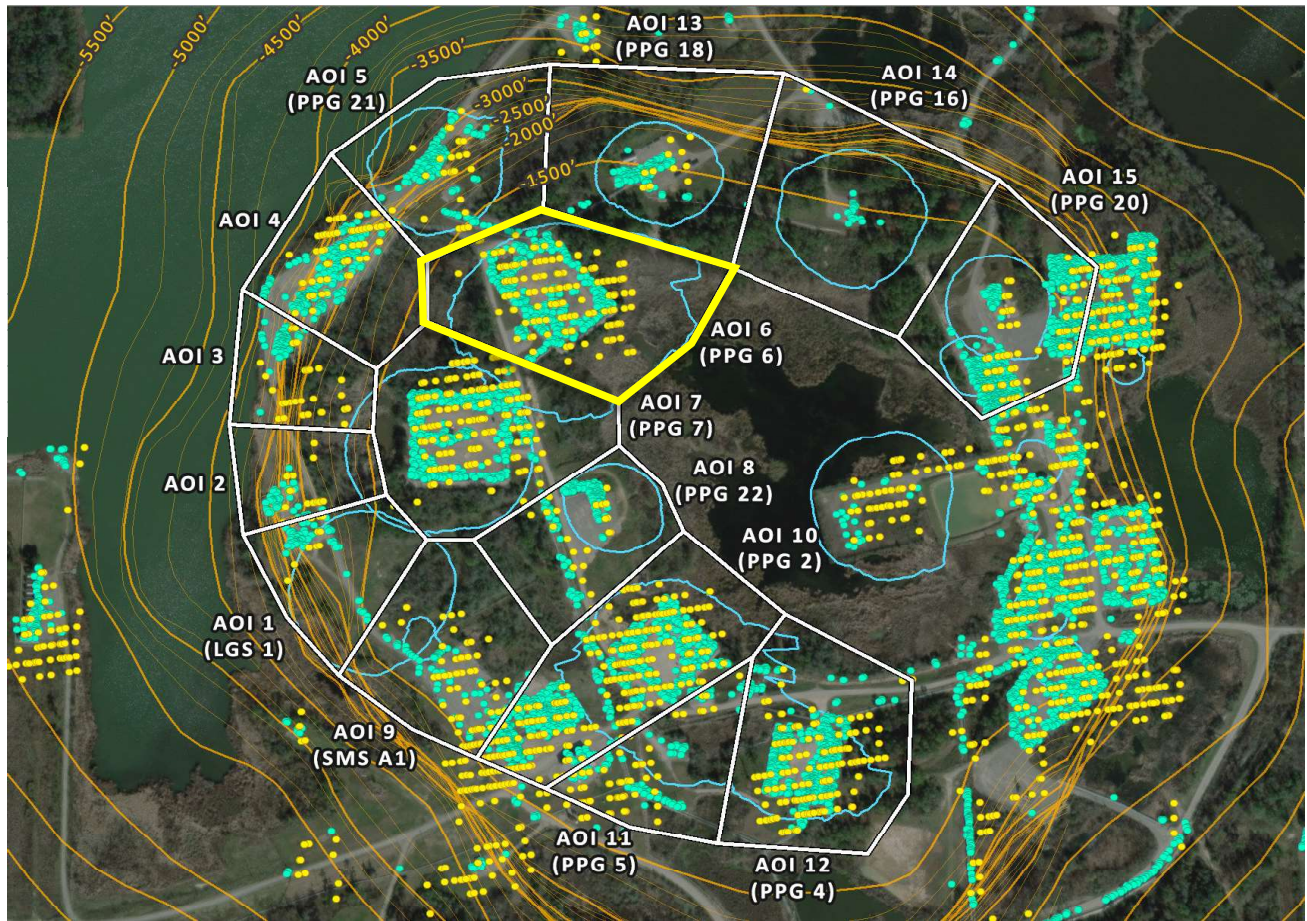 -5500'
-5000'
-4500'
-4000'
-3500'
-3000'
-2500'
-2000'
-1500'
AOI 13
(PPG 18)
AOI 14
(PPG 16)
AOI 5
(PPG 21)
AOI 15
(PPG 20)
AOI 4
AOI 3
AOI 6
(PPG 6)
AOI 7
(PPG 7)
AOI 2
AOI 8
(PPG 22)
AOI 10
(PPG 2)
AOI 1
(LGS 1)
AOI 9
(SMS A1)
AOI 11
(PPG 5)
AOI 12
(PPG 4)